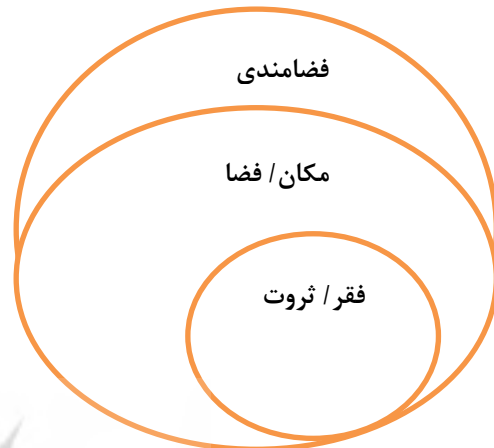 فضامندی
مکان/ فضا
فقر/ ثروت